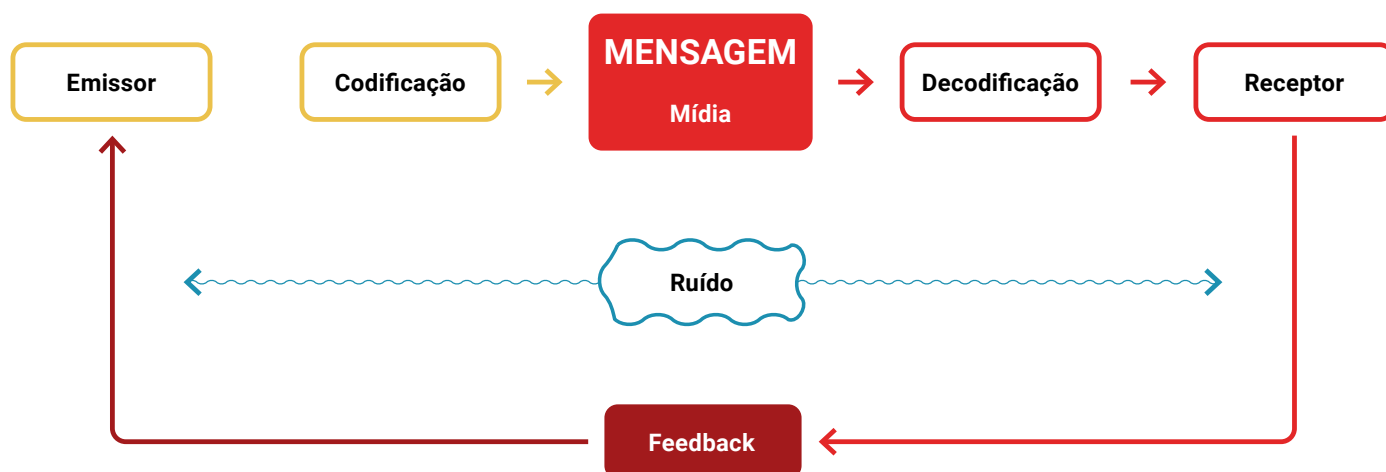 Emissor
Codificação
MENSAGEM
Mídia
Decodificação
Receptor
Ruído
Feedback